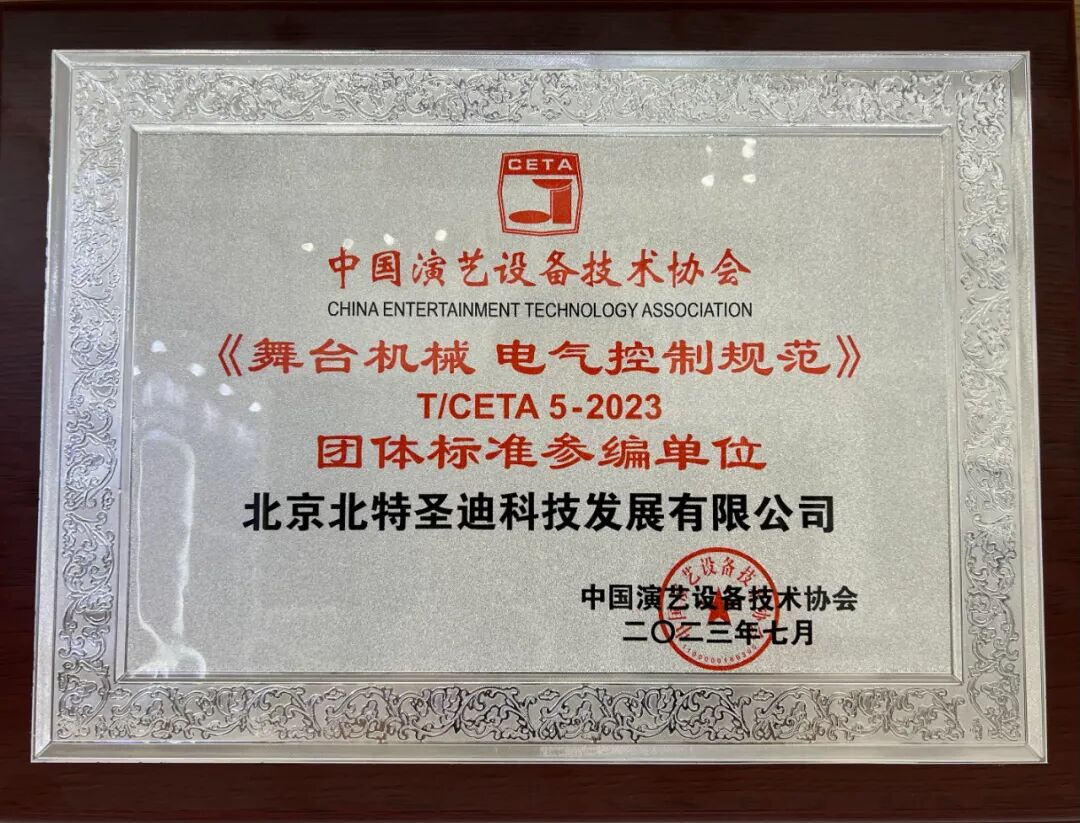 CETA
中国演艺设备技术协会
CHINA ENTERTAINMENT TECHNOLOGY ASSOCIATION
《舞台机械 电气控制规范》
T/CETA 5-2023
团体标准参编单位
北京北特圣迪科技发展有限公司
中国演艺设备技术协会
二〇二三年七月